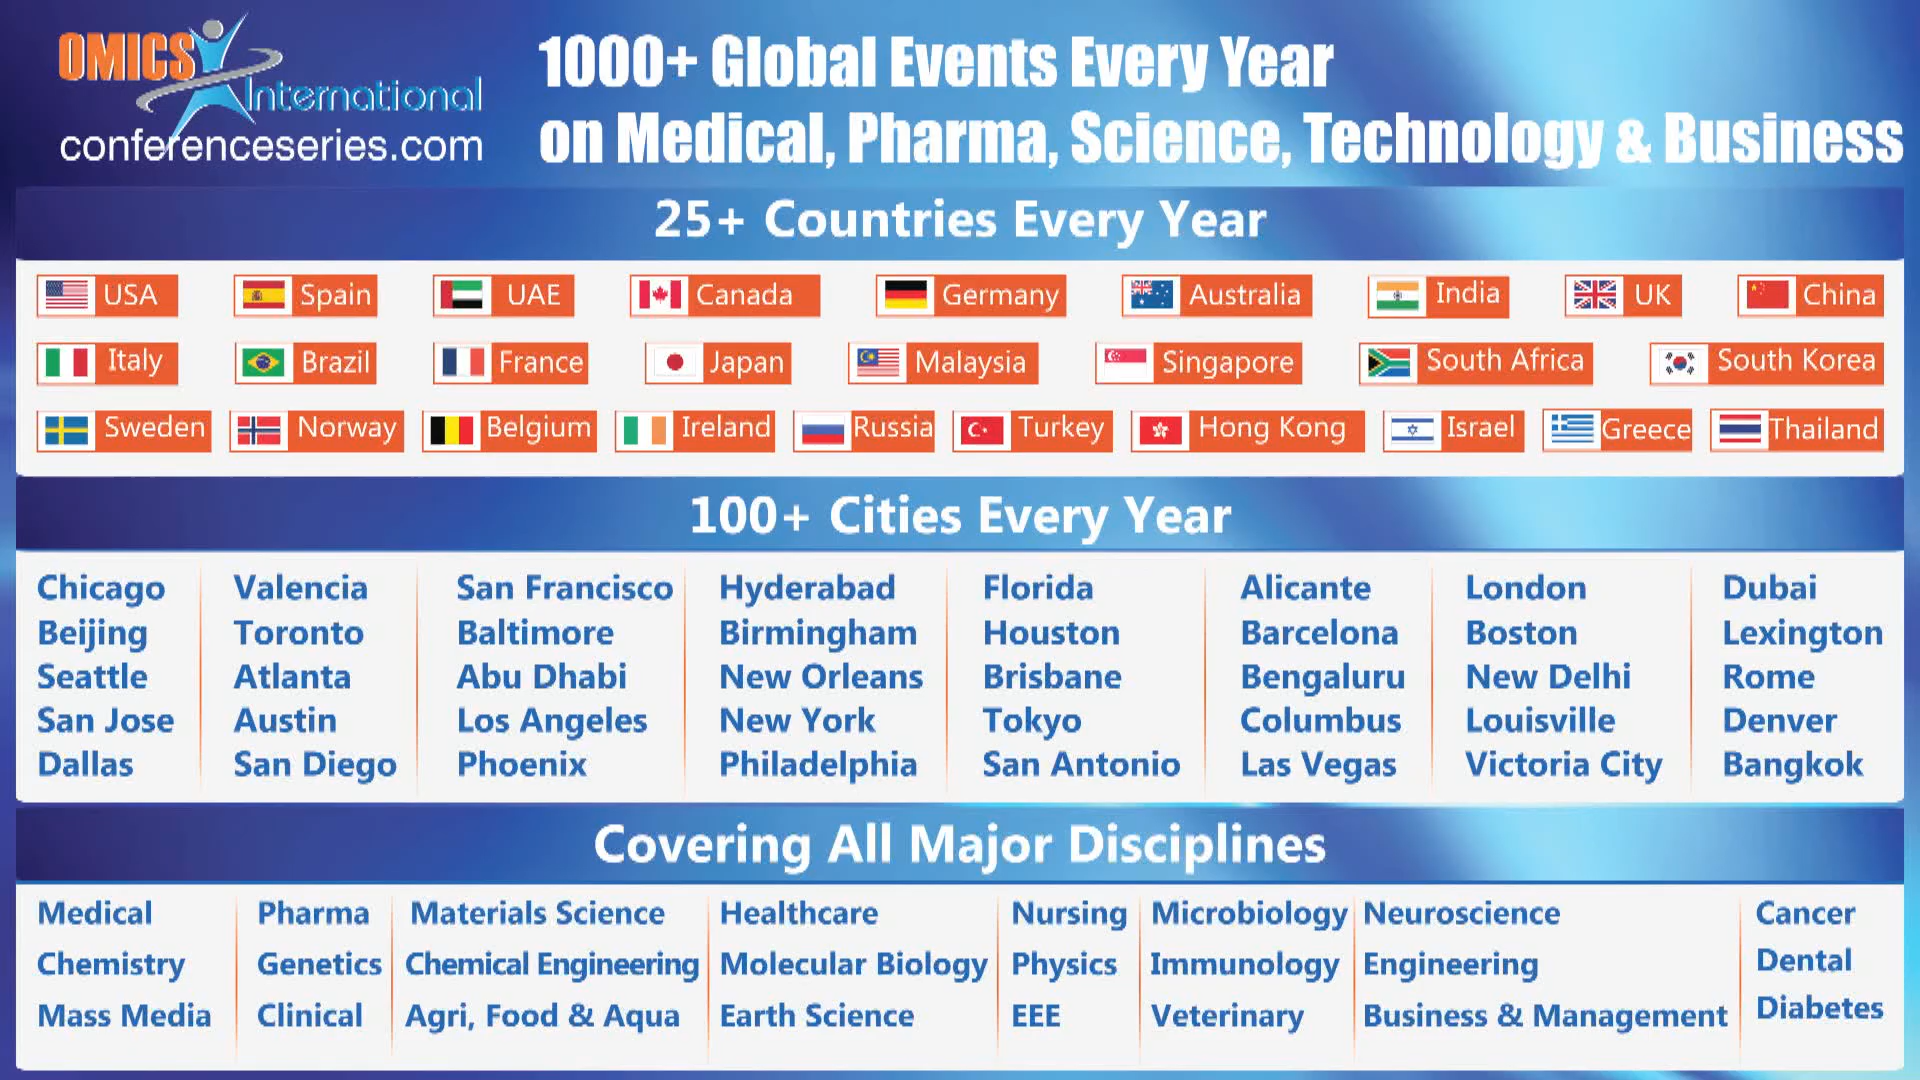 OMICS
International
conferenceseries.com
1000+ Global Events Every Year
on Medical, Pharma, Science, Technology & Business
25+ Countries Every Year
USA Spain UAE Canada Germany Australia India UK China
Italy Brazil France Japan Malaysia Singapore South Africa South Korea
Sweden Norway Belgium Ireland Russia Turkey Hong Kong Israel Greece Thailand
100+ Cities Every Year
Chicago Valencia San Francisco Hyderabad Florida Alicante London Dubai
Beijing Toronto Baltimore Birmingham Houston Barcelona Boston Lexington
Seattle Atlanta Abu Dhabi New Orleans Brisbane Bengaluru New Delhi Rome
San Jose Austin Los Angeles New York Tokyo Columbus Louisville Denver
Dallas San Diego Phoenix Philadelphia San Antonio Las Vegas Victoria City Bangkok
Covering All Major Disciplines
Medical Pharma Materials Science Healthcare Nursing Microbiology Neuroscience Cancer
Chemistry Genetics Chemical Engineering Molecular Biology Physics Immunology Engineering Dental
Mass Media Clinical Agri, Food & Aqua Earth Science EEE Veterinary Business & Management Diabetes